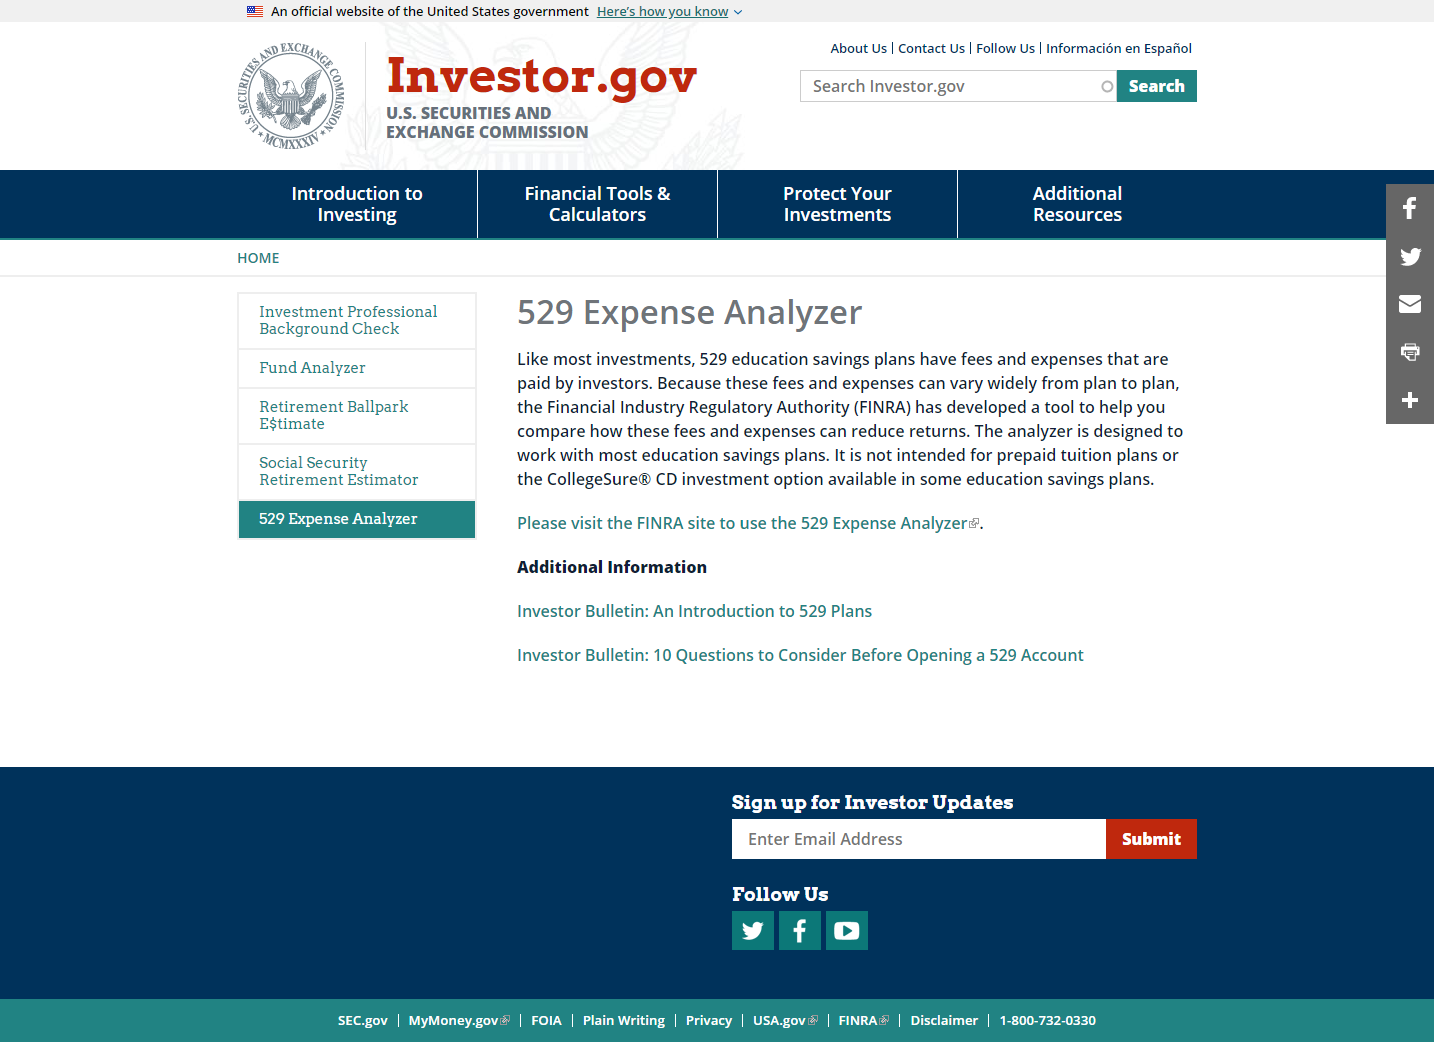 An official website of the United States government Here's how you know
About Us | Contact Us | Follow Us | Información en Español
SECURITIES AND EXCHANGE COMMISSION
U.S.
MCMXXXIV
Investor.gov
U.S. SECURITIES AND
EXCHANGE COMMISSION
Search Investor.gov
Search
Introduction to
Investing
Financial Tools &
Calculators
Protect Your
Investments
Additional
Resources
HOME
Investment Professional
Background Check
Fund Analyzer
Retirement Ballpark
E$timate
Social Security
Retirement Estimator
529 Expense Analyzer
529 Expense Analyzer
Like most investments, 529 education savings plans have fees and expenses that are
paid by investors. Because these fees and expenses can vary widely from plan to plan,
the Financial Industry Regulatory Authority (FINRA) has developed a tool to help you
compare how these fees and expenses can reduce returns. The analyzer is designed to
work with most education savings plans. It is not intended for prepaid tuition plans or
the CollegeSure® CD investment option available in some education savings plans.
Please visit the FINRA site to use the 529 Expense Analyzer.
Additional Information
Investor Bulletin: An Introduction to 529 Plans
Investor Bulletin: 10 Questions to Consider Before Opening a 529 Account
Sign up for Investor Updates
Enter Email Address
Submit
Follow Us
SEC.gov | MyMoney.gov | FOIA | Plain Writing | Privacy | USA.gov | FINRA | Disclaimer | 1-800-732-0330